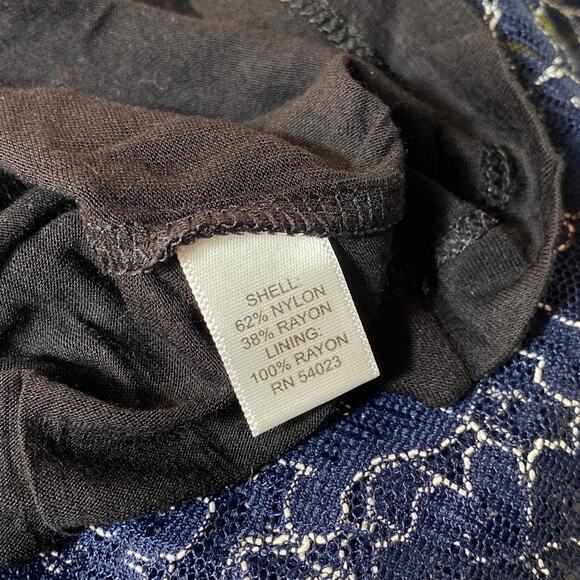 SHELL:
62% NYLON
38% RAYON
LINING:
100% RAYON
RN 54023